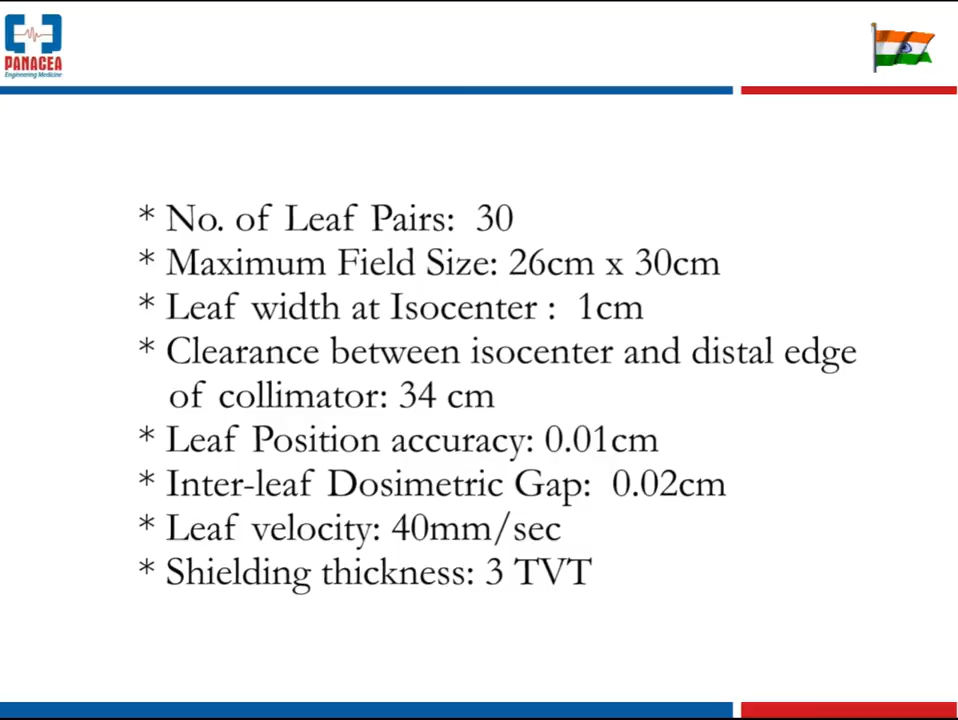 PANACEA
Engineering Medicine
* No. of Leaf Pairs: 30
* Maximum Field Size: 26cm x 30cm
* Leaf width at Isocenter : 1cm
* Clearance between isocenter and distal edge
of collimator: 34 cm
* Leaf Position accuracy: 0.01cm
* Inter-leaf Dosimetric Gap: 0.02cm
* Leaf velocity: 40mm/sec
* Shielding thickness: 3 TVT